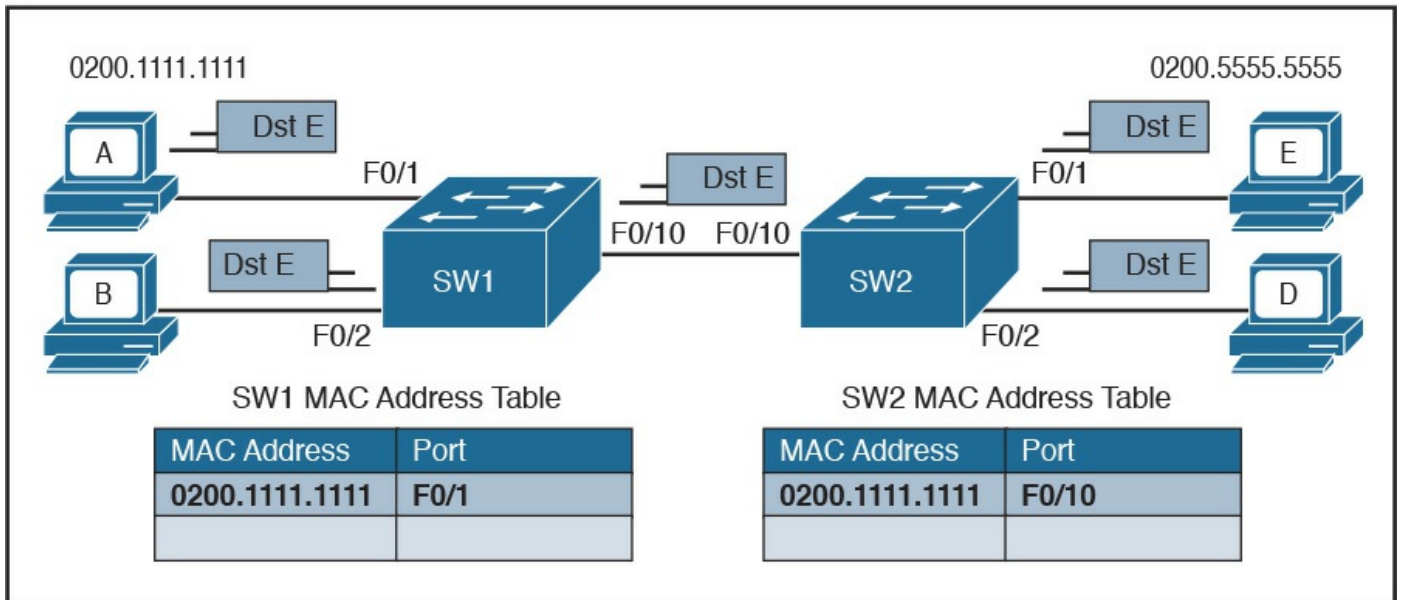 0200.1111.1111
0200.5555.5555
Dst E
Dst E
Dst E
A
F0/1
F0/1
E
F0/10 F0/10
Dst E
Dst E
B
SW1
SW2
D
F0/2
F0/2
SW1 MAC Address Table
SW2 MAC Address Table
MAC Address Port
0200.1111.1111 F0/1
MAC Address Port
0200.1111.1111 F0/10